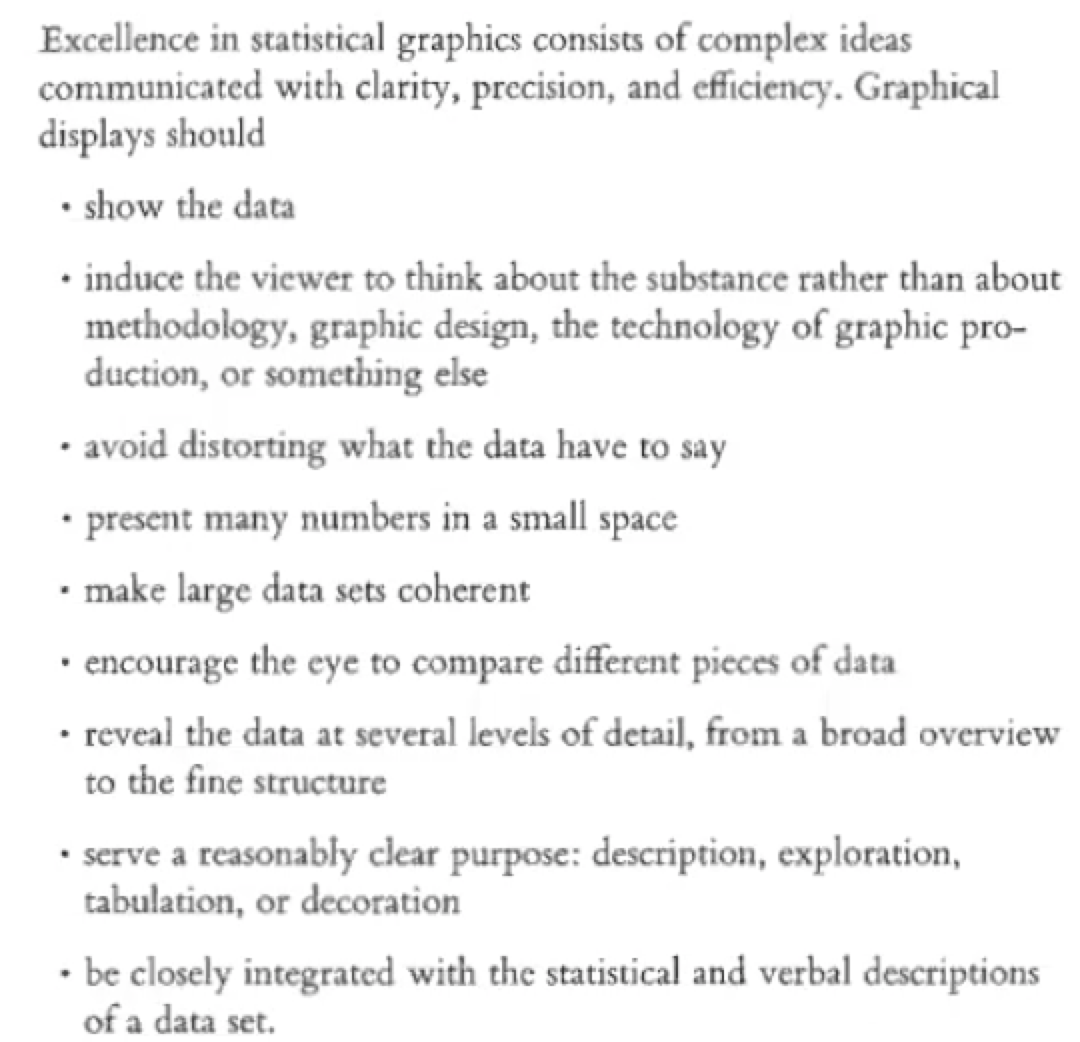 Excellence in statistical graphics consists of complex ideas
communicated with clarity, precision, and efficiency. Graphical
displays should
• show the data
• induce the viewer to think about the substance rather than about
methodology, graphic design, the technology of graphic pro-
duction, or something else
• avoid distorting what the data have to say
• present many numbers in a small space
• make large data sets coherent
• encourage the eye to compare different pieces of data
• reveal the data at several levels of detail, from a broad overview
to the fine structure
• serve a reasonably clear purpose: description, exploration,
tabulation, or decoration
• be closely integrated with the statistical and verbal descriptions
of a data set.